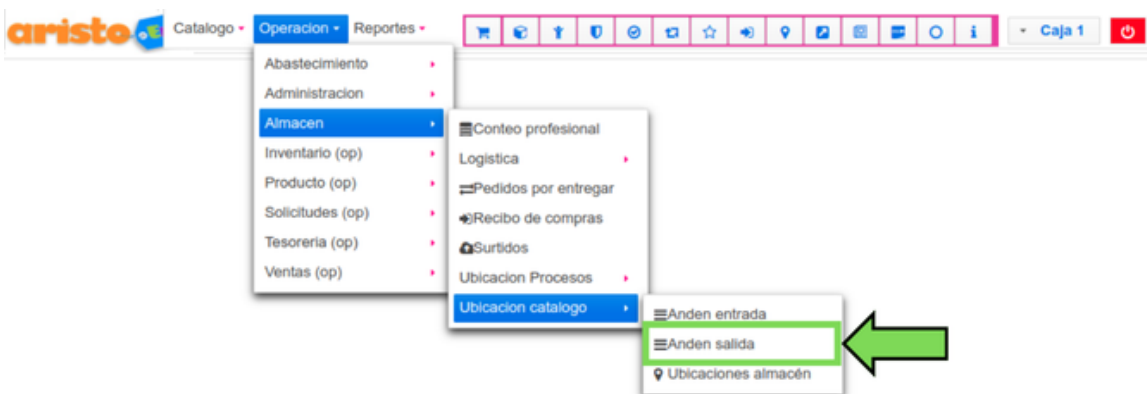 aristo.e
Catalogo Operacion Reportes Caja 1
Abastecimiento
Administracion
Almacen
Inventario (op)
Producto (op)
Solicitudes (op)
Tesoreria (op)
Ventas (op)
Conteo profesional
Logistica
Pedidos por entregar
Recibo de compras
Surtidos
Ubicacion Procesos
Ubicacion catalogo
Anden entrada
Anden salida
Ubicaciones almacén